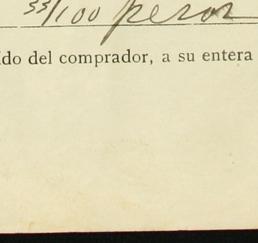 33/100 pesos
ido del comprador, a su entera